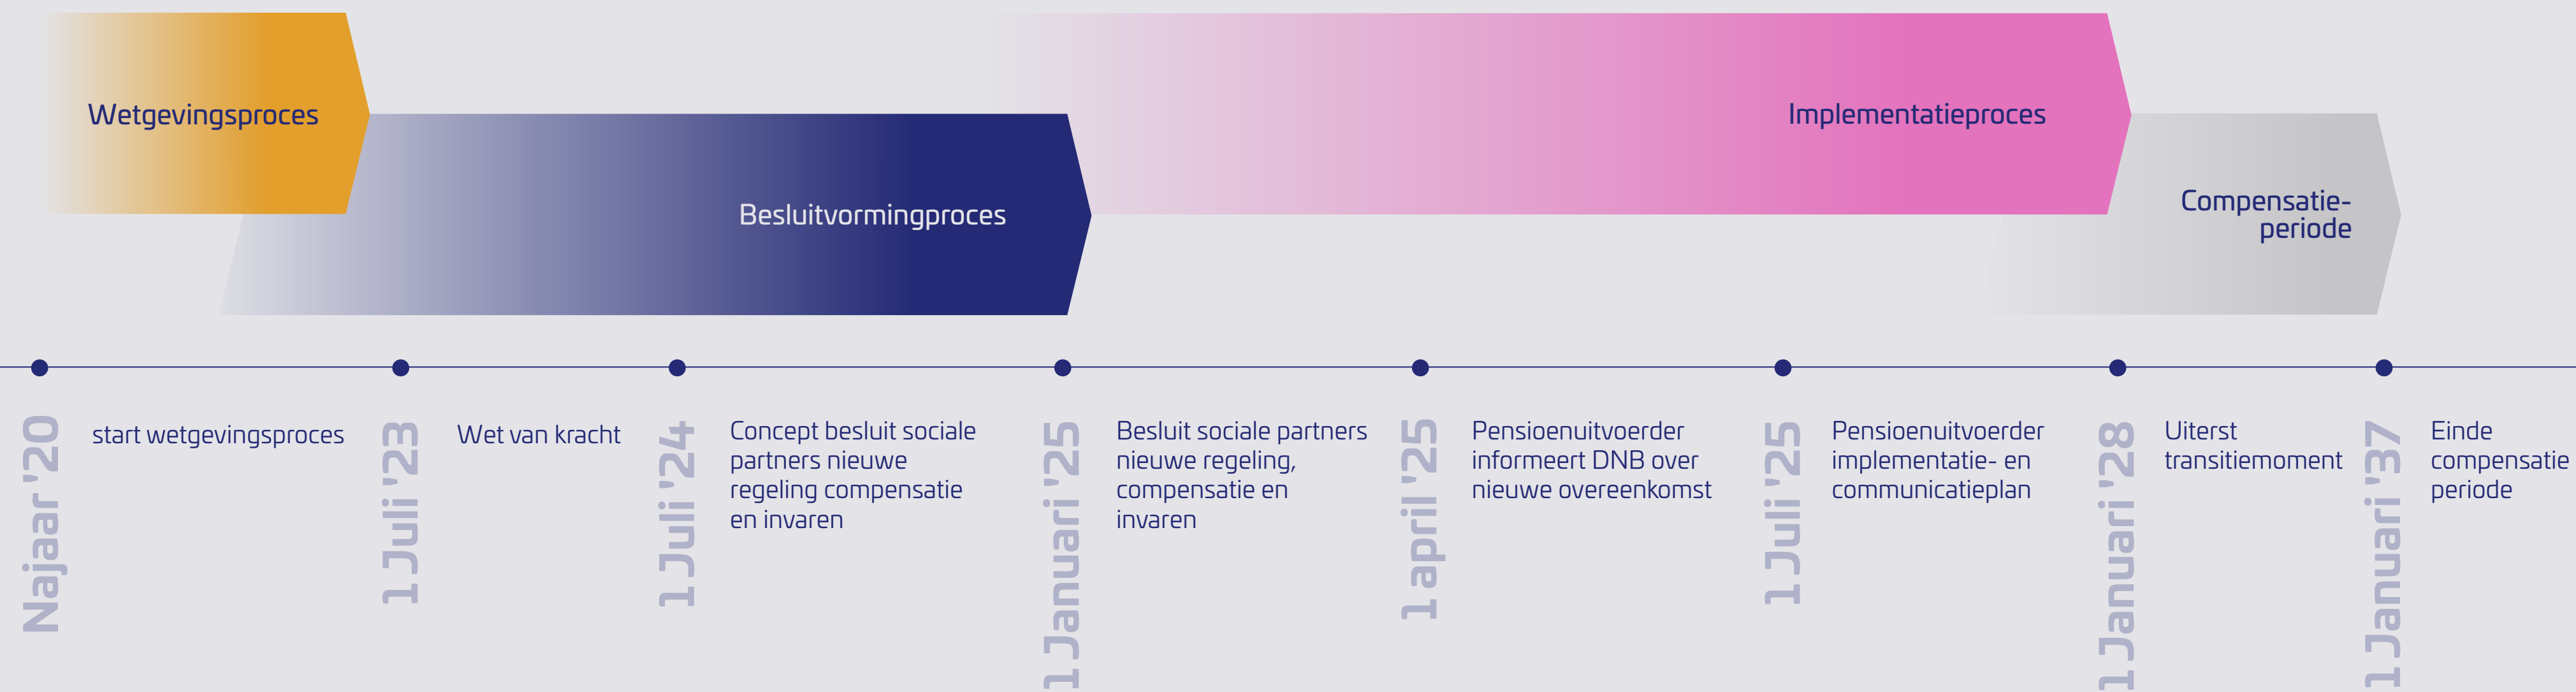 Wetgevingsproces
Besluitvormingproces
Implementatieproces
Compensatie-
periode
Najaar '20
start wetgevingsproces
1 Juli '23
Wet van kracht
1 Juli '24
Concept besluit sociale
partners nieuwe
regeling compensatie
en invaren
1 Januari '25
Besluit sociale partners
nieuwe regeling,
compensatie en
invaren
1 april '25
Pensioenuitvoerder
informeert DNB over
nieuwe overeenkomst
1 Juli '25
Pensioenuitvoerder
implementatie- en
communicatieplan
1 Januari '28
Uiterst
transitiemoment
1 Januari '37
Einde
compensatie
periode